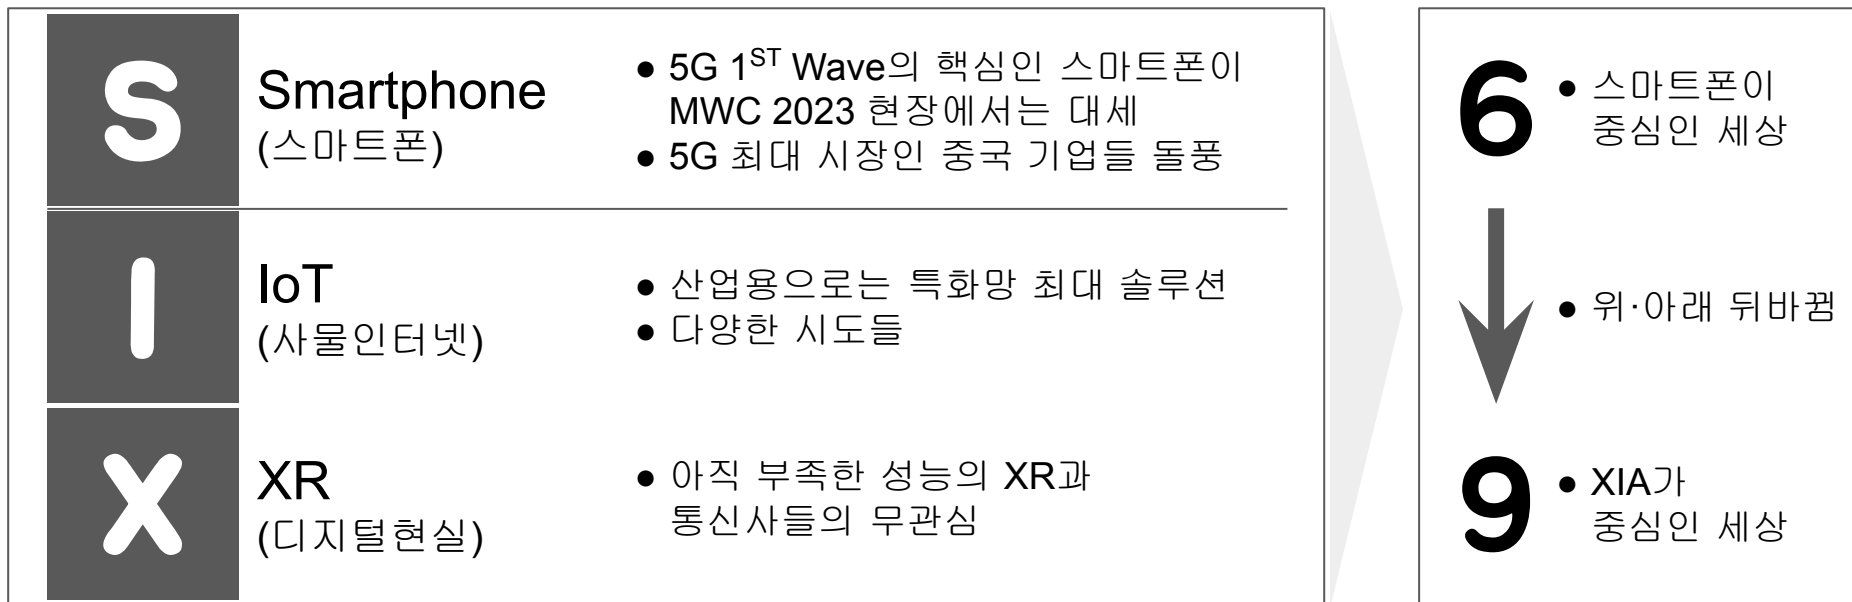 S
Smartphone
(스마트폰)
● 5G 1ST Wave의 핵심인 스마트폰이
MWC 2023 현장에서는 대세
● 5G 최대 시장인 중국 기업들 돌풍
I
IoT
(사물인터넷)
● 산업용으로는 특화망 최대 솔루션
● 다양한 시도들
X
XR
(디지털현실)
● 아직 부족한 성능의 XR과
통신사들의 무관심
6
● 스마트폰이
중심인 세상
● 위·아래 뒤바뀜
9
● XIA가
중심인 세상